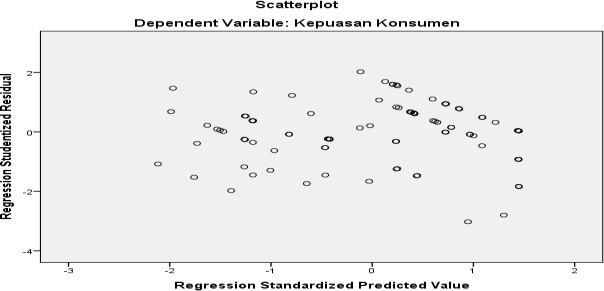 Scatterplot
Dependent Variable: Kepuasan Konsumen
Regression Studentized Residual
2
0
-2
-4
-3
-2
-1
0
1
2
Regression Standardized Predicted Value